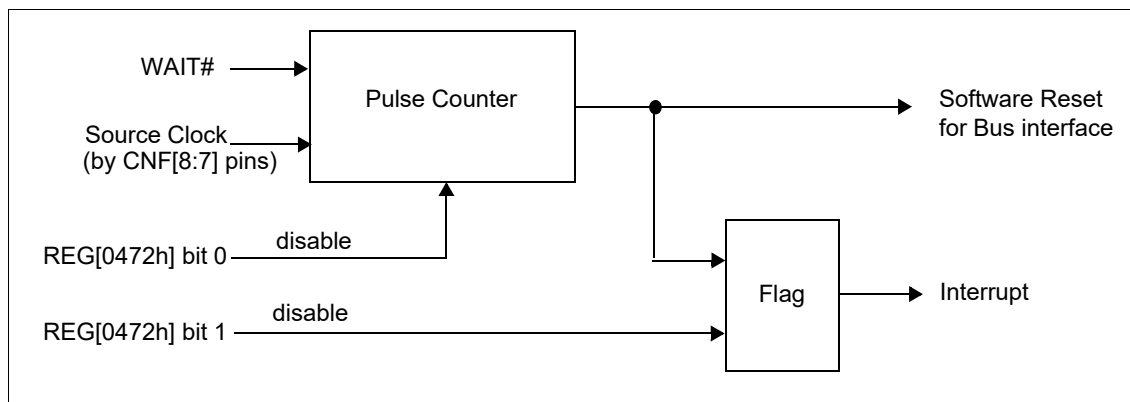 WAIT#
Pulse Counter
Software Reset
for Bus interface
Source Clock
(by CNF[8:7] pins)
REG[0472h] bit 0
disable
Flag
Interrupt
REG[0472h] bit 1
disable